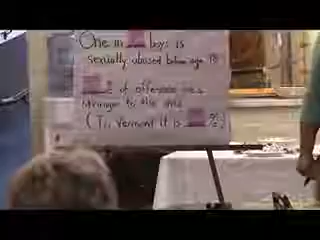 One in boys is
sexually abused before age 18
% of offenders are a
stranger to the child
(In Vermont it is %)